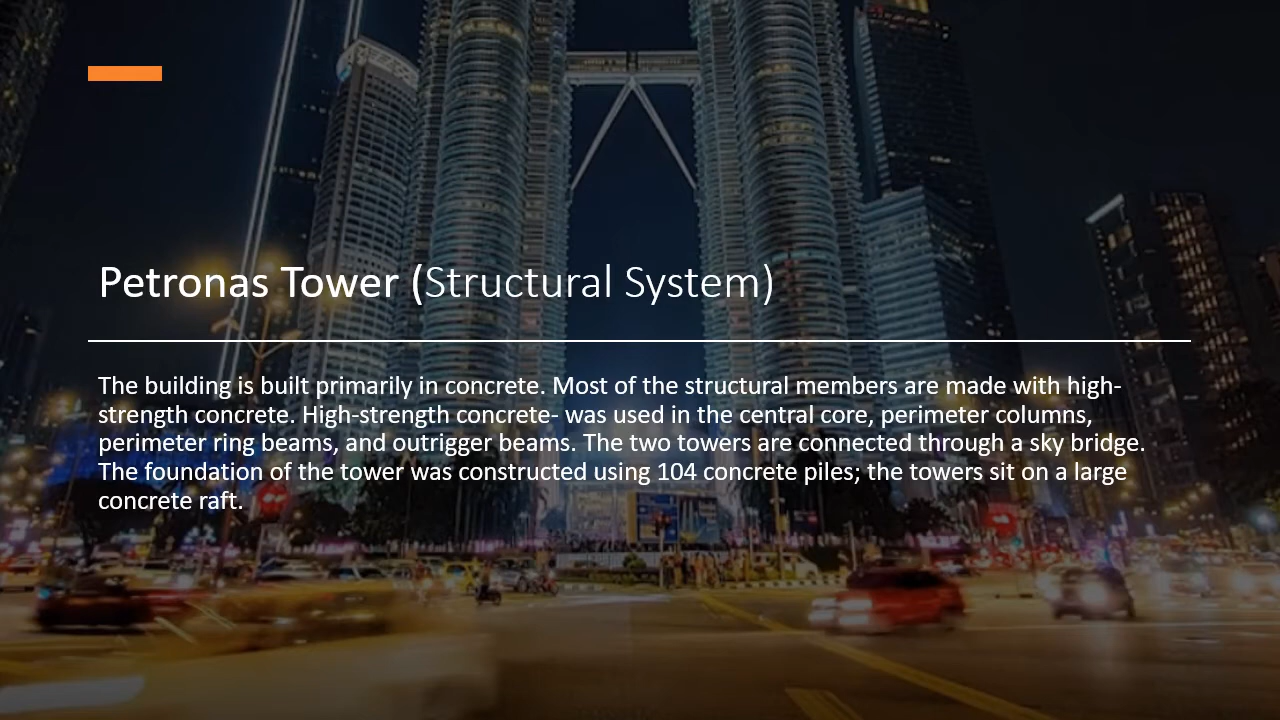 Petronas Tower (Structural System)
The building is built primarily in concrete. Most of the structural members are made with high-
strength concrete. High-strength concrete- was used in the central core, perimeter columns,
perimeter ring beams, and outrigger beams. The two towers are connected through a sky bridge.
The foundation of the tower was constructed using 104 concrete piles; the towers sit on a large
concrete raft.